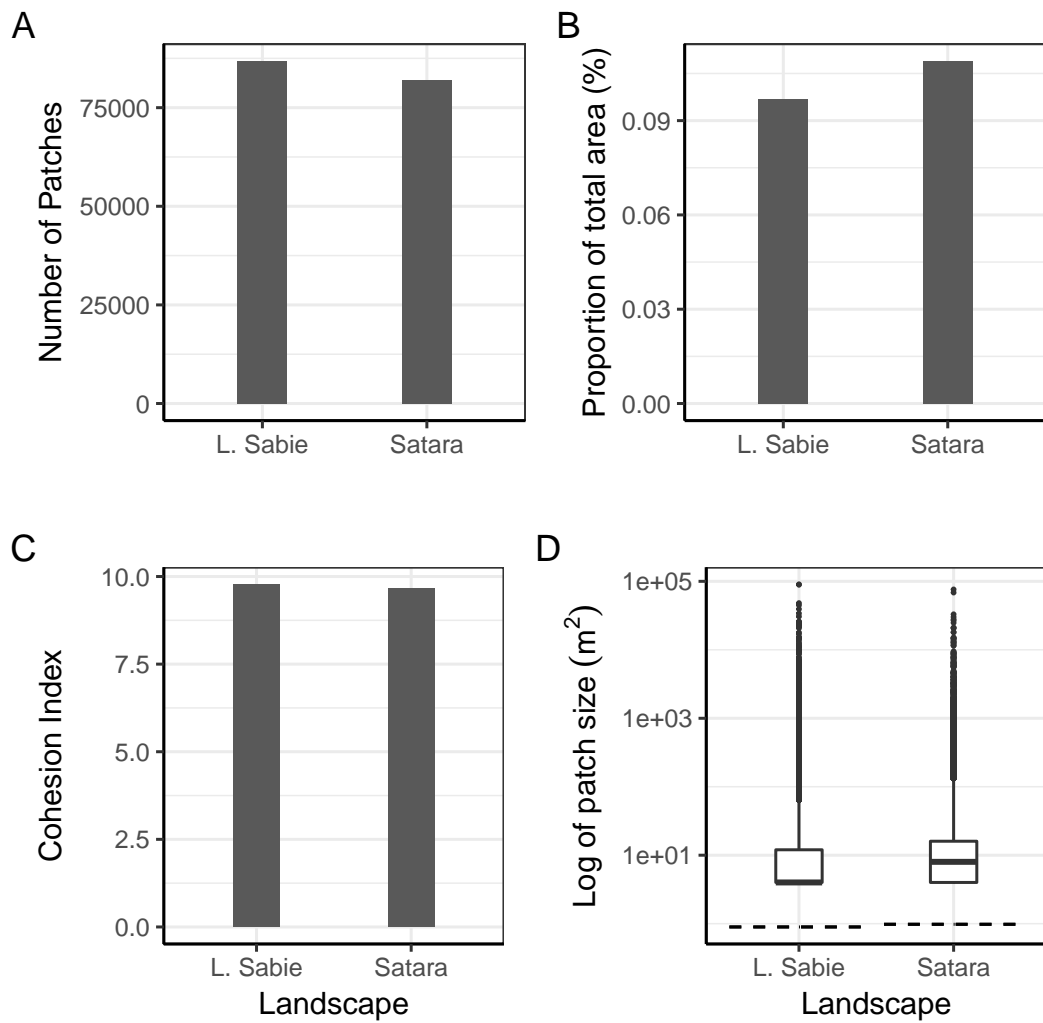 A
Number of Patches
75000
50000
25000
0
L. Sabie
Satara
B
Proportion of total area (%)
0.09
0.06
0.03
0.00
L. Sabie
Satara
C
Cohesion Index
10.0
7.5
5.0
2.5
0.0
L. Sabie
Satara
Landscape
D
Log of patch size (m²)
1e+05
1e+03
1e+01
L. Sabie
Satara
Landscape